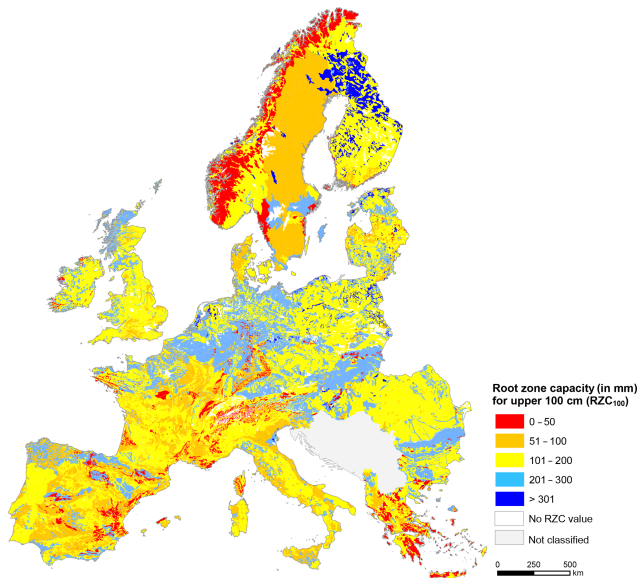 Root zone capacity (in mm)
for upper 100 cm (RZC100)
0 – 50
51 – 100
101 – 200
201 – 300
> 301
No RZC value
Not classified
0 250 500
km